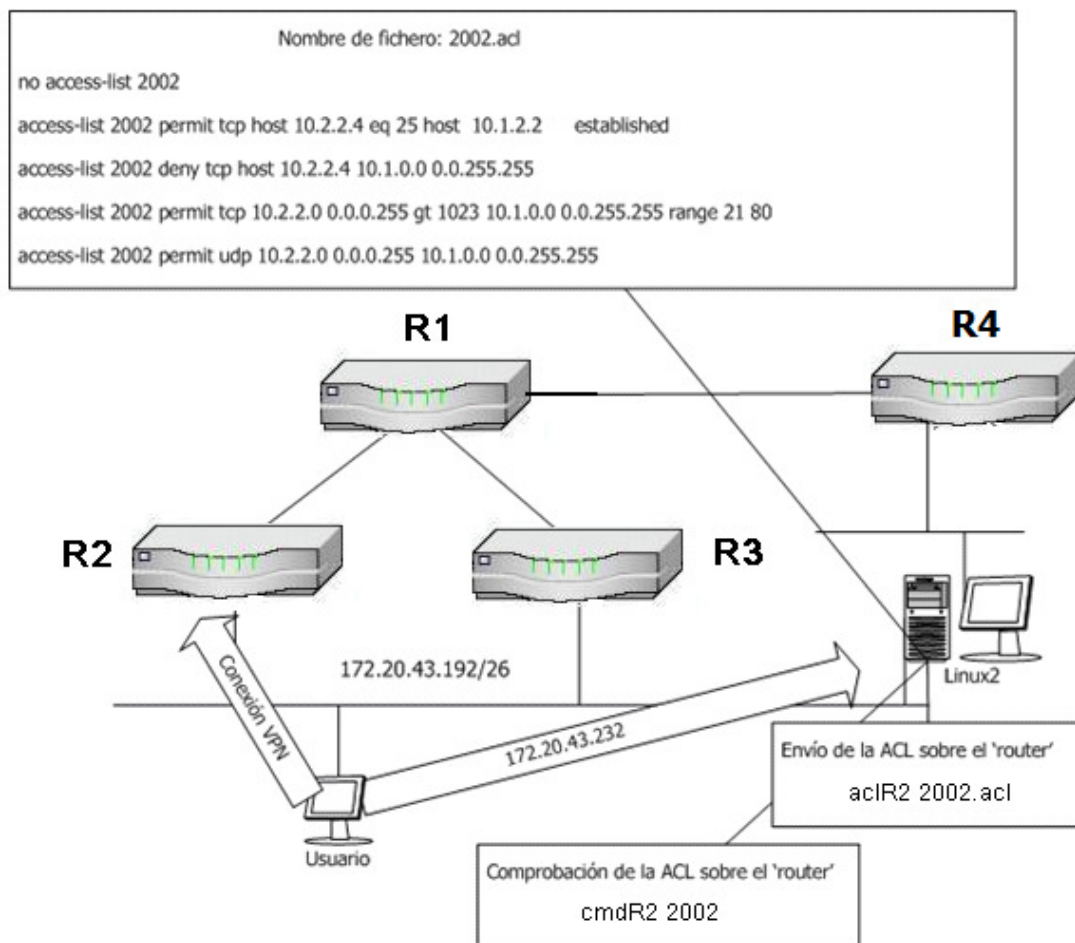 Nombre de fichero: 2002.acl
no access-list 2002
access-list 2002 permit tcp host 10.2.2.4 eq 25 host 10.1.2.2 established
access-list 2002 deny tcp host 10.2.2.4 10.1.0.0 0.0.255.255
access-list 2002 permit tcp 10.2.2.0 0.0.0.255 gt 1023 10.1.0.0 0.0.255.255 range 21 80
access-list 2002 permit udp 10.2.2.0 0.0.0.255 10.1.0.0 0.0.255.255
R1
R4
R2
R3
172.20.43.192/26
Conexión VPN
172.20.43.232
Linux2
Usuario
Envío de la ACL sobre el 'router'
aclR2 2002.acl
Comprobación de la ACL sobre el 'router'
cmdR2 2002